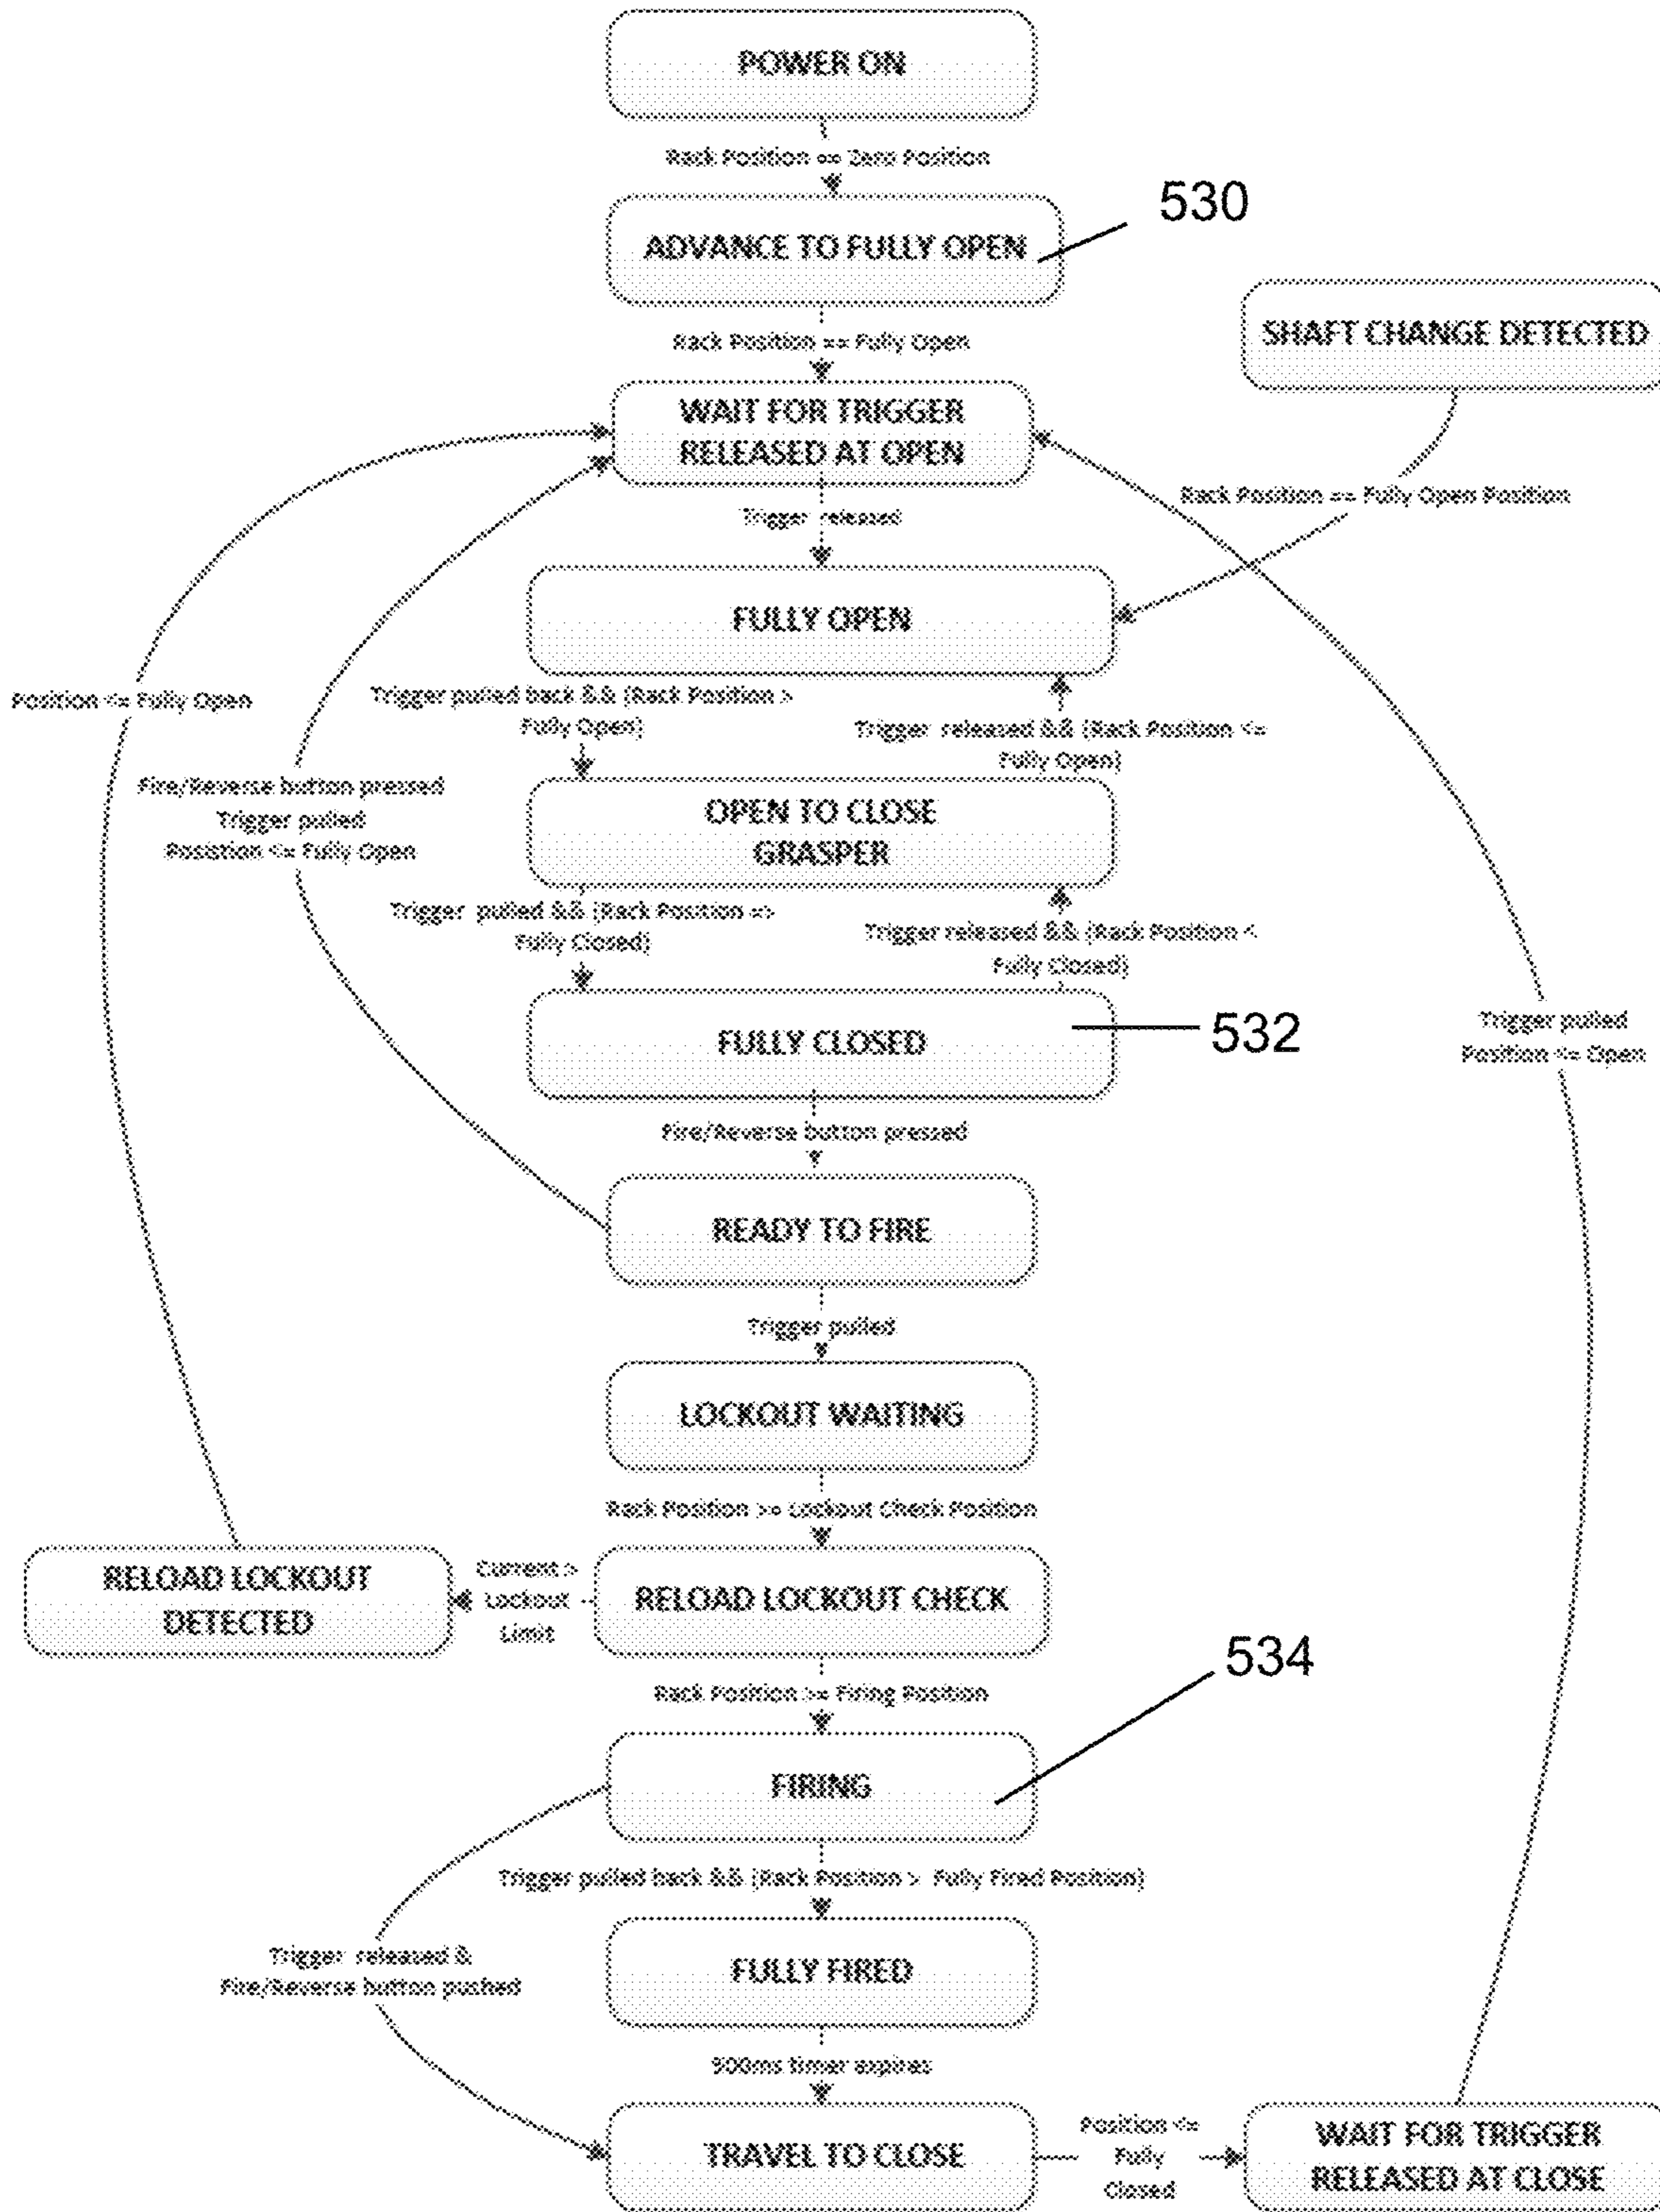 POWER ON
Rack Position == Zero Position
530
ADVANCE TO FULLY OPEN
SHAFT CHANGE DETECTED
Rack Position == Fully Open
WAIT FOR TRIGGER
RELEASED AT OPEN
Rack Position == Fully Open Position
Trigger released
FULLY OPEN
Position <= Fully Open
Trigger pulled back && (Rack Position >
Fully Open)
Trigger released && (Rack Position <=
Fully Open)
Fire/Reverse button pressed
Trigger pulled
Posistion <= Fully Open
OPEN TO CLOSE
GRASPER
Trigger pulled && (Rack Position =>
Fully Closed)
Trigger released && (Rack Position <
Fully Closed)
FULLY CLOSED
532
Trigger pulled
Position <= Open
Fire/Reverse button pressed
READY TO FIRE
Trigger pulled
LOCKOUT WAITING
Rack Position >= Lockout Check Position
RELOAD LOCKOUT
DETECTED
Current >
Lockout
Limit
RELOAD LOCKOUT CHECK
534
Rack Position >= Firing Position
FIRING
Trigger pulled back && (Rack Position > Fully Fired Position)
Trigger released &
Fire/Reverse button pushed
FULLY FIRED
500ms timer expires
TRAVEL TO CLOSE
Position <=
Fully
Closed
WAIT FOR TRIGGER
RELEASED AT CLOSE